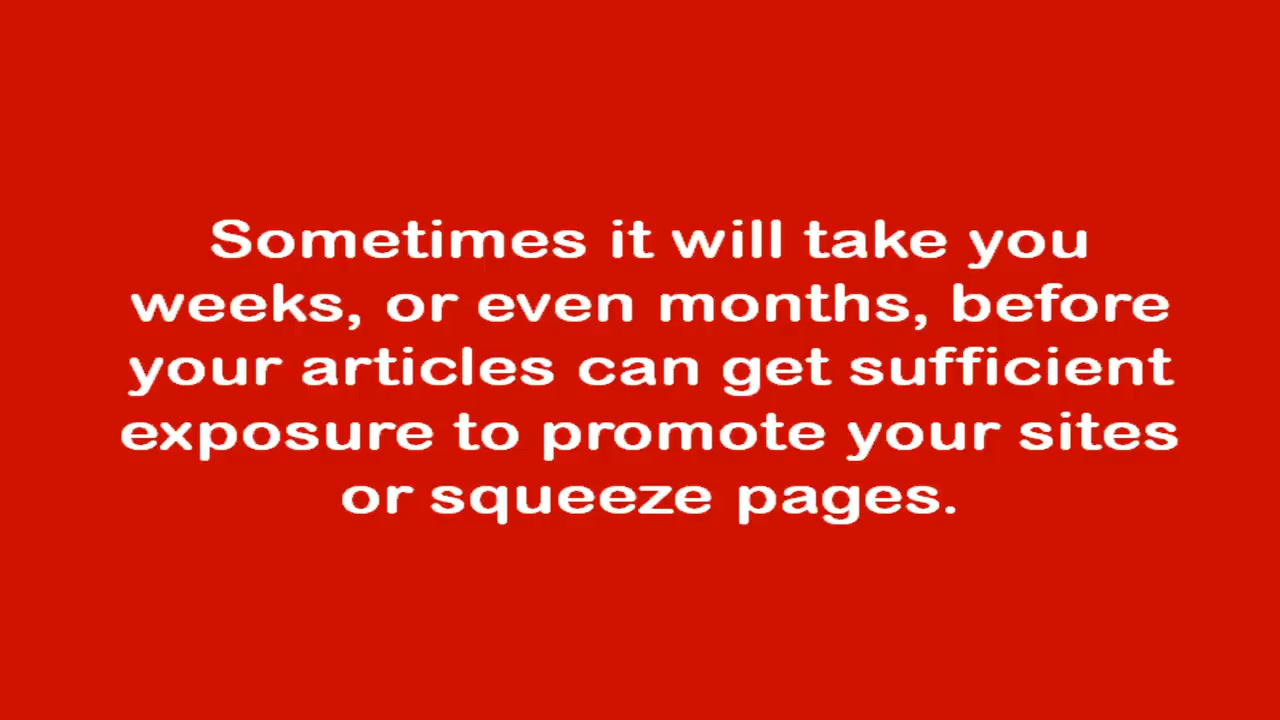 Sometimes it will take you
weeks, or even months, before
your articles can get sufficient
exposure to promote your sites
or squeeze pages.